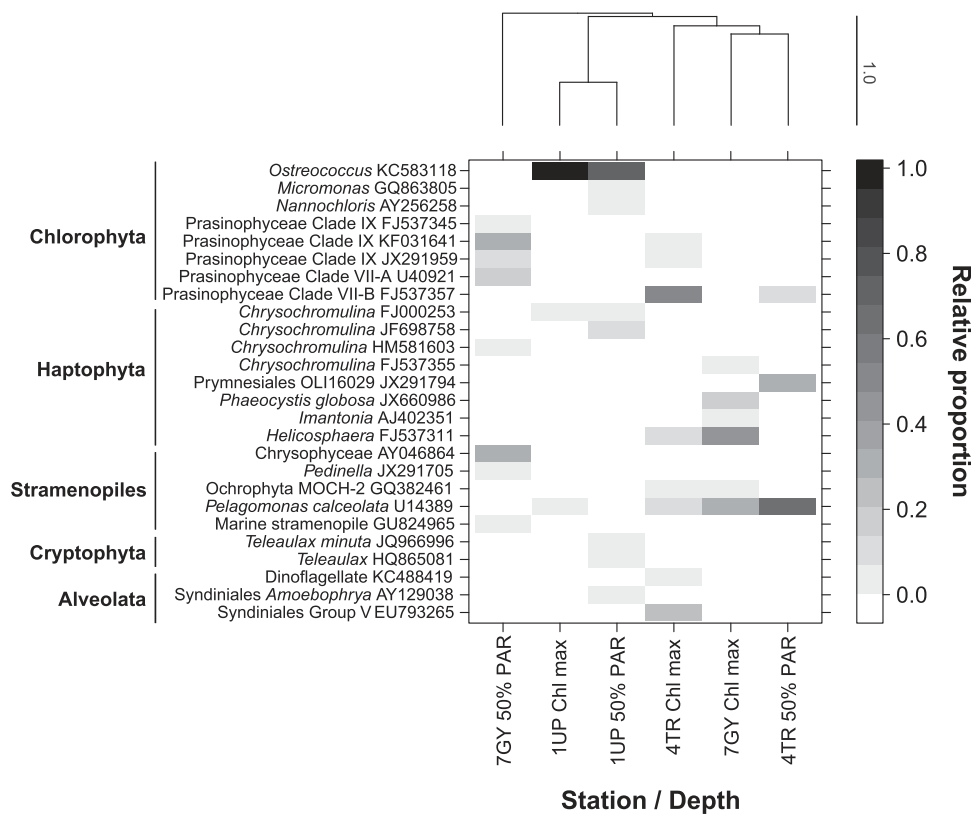 1.0
Ostreococcus KC583118
Micromonas GQ863805
Nannochloris AY256258
Prasinophyceae Clade IX FJ537345
Prasinophyceae Clade IX KF031641
Prasinophyceae Clade IX JX291959
Prasinophyceae Clade VII-A U40921
Prasinophyceae Clade VII-B FJ537357
Chrysochromulina FJ000253
Chrysochromulina JF698758
Chrysochromulina HM581603
Chrysochromulina FJ537355
Prymnesiales OLI16029 JX291794
Phaeocystis globosa JX660986
Imantonia AJ402351
Helicosphaera FJ537311
Chrysophyceae AY046864
Pedinella JX291705
Ochrophyta MOCH-2 GQ382461
Pelagomonas calceolata U14389
Marine stramenopile GU824965
Teleaulax minuta JQ966996
Teleaulax HQ865081
Dinoflagellate KC488419
Syndiniales Amoebophrya AY129038
Syndiniales Group V EU793265
Chlorophyta
Haptophyta
Stramenopiles
Cryptophyta
Alveolata
1.0
0.8
0.6
0.4
0.2
0.0
Relative proportion
7GY 50% PAR
1UP Chl max
1UP 50% PAR
4TR Chl max
7GY Chl max
4TR 50% PAR
Station / Depth